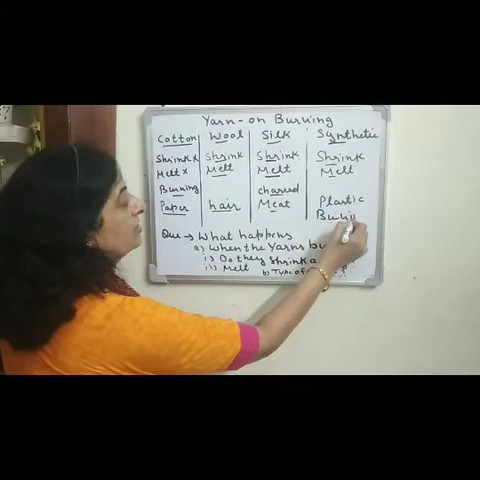 Yarn-on Burning
Cotton Wool Silk Synthetic
Shrink x Shrink Shrink Shrink
Melt x Melt Melt Melt
Burning charred
Paper hair Meat Plastic
Burin
Que → What happens
a) When the Yarns bu
i) Do they Shrink a
ii) Melt b) Type of